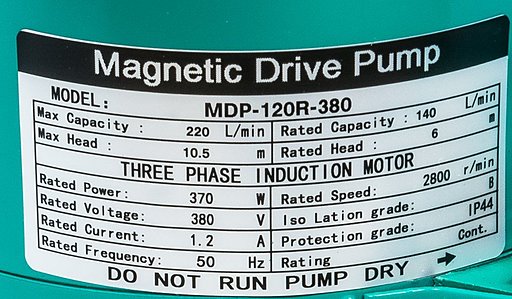 Magnetic Drive Pump
MODEL: MDP-120R-380
Max Capacity : 220 L/min Rated Capacity : 140 L/min
Max Head : 10.5 m Rated Head : 6 m
THREE PHASE INDUCTION MOTOR
Rated Power: 370 W Rated Speed: 2800 r/min
Rated Voltage: 380 V Iso Lation grade: B
Rated Current: 1.2 A Protection grade: IP44
Rated Frequency: 50 Hz Rating Cont.
DO NOT RUN PUMP DRY →